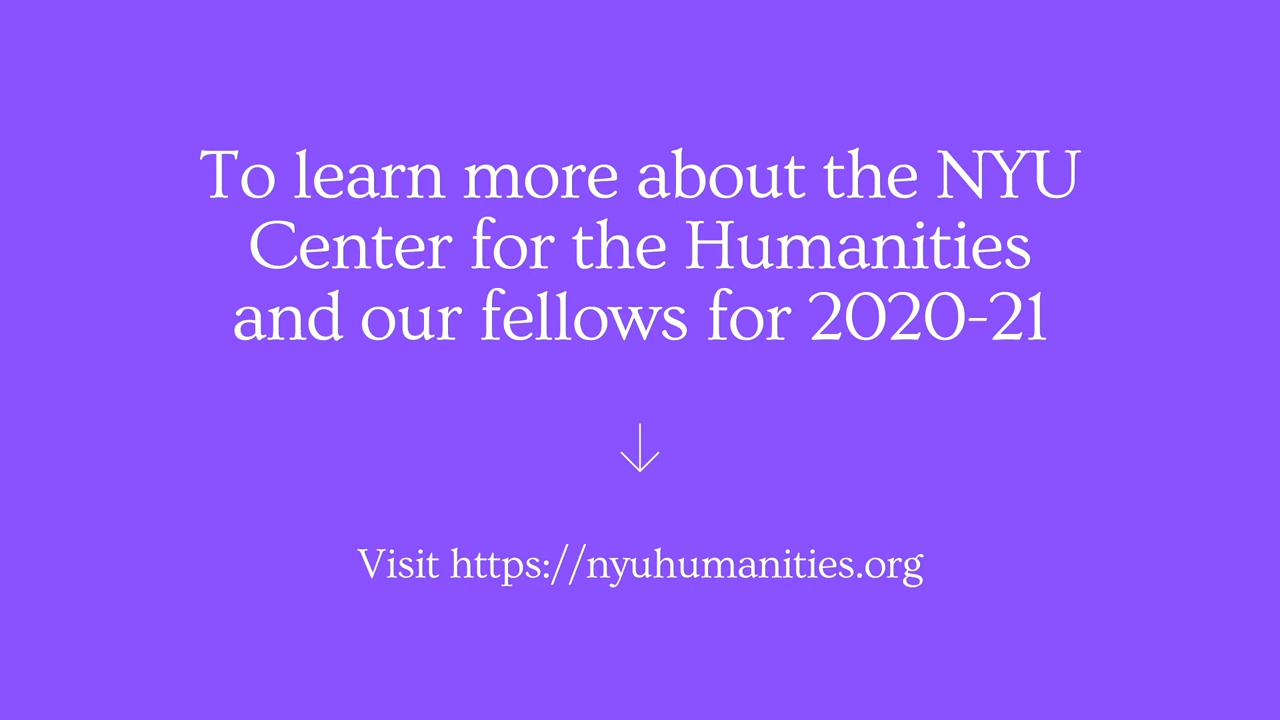 To learn more about the NYU
Center for the Humanities
and our fellows for 2020-21
Visit https://nyuhumanities.org